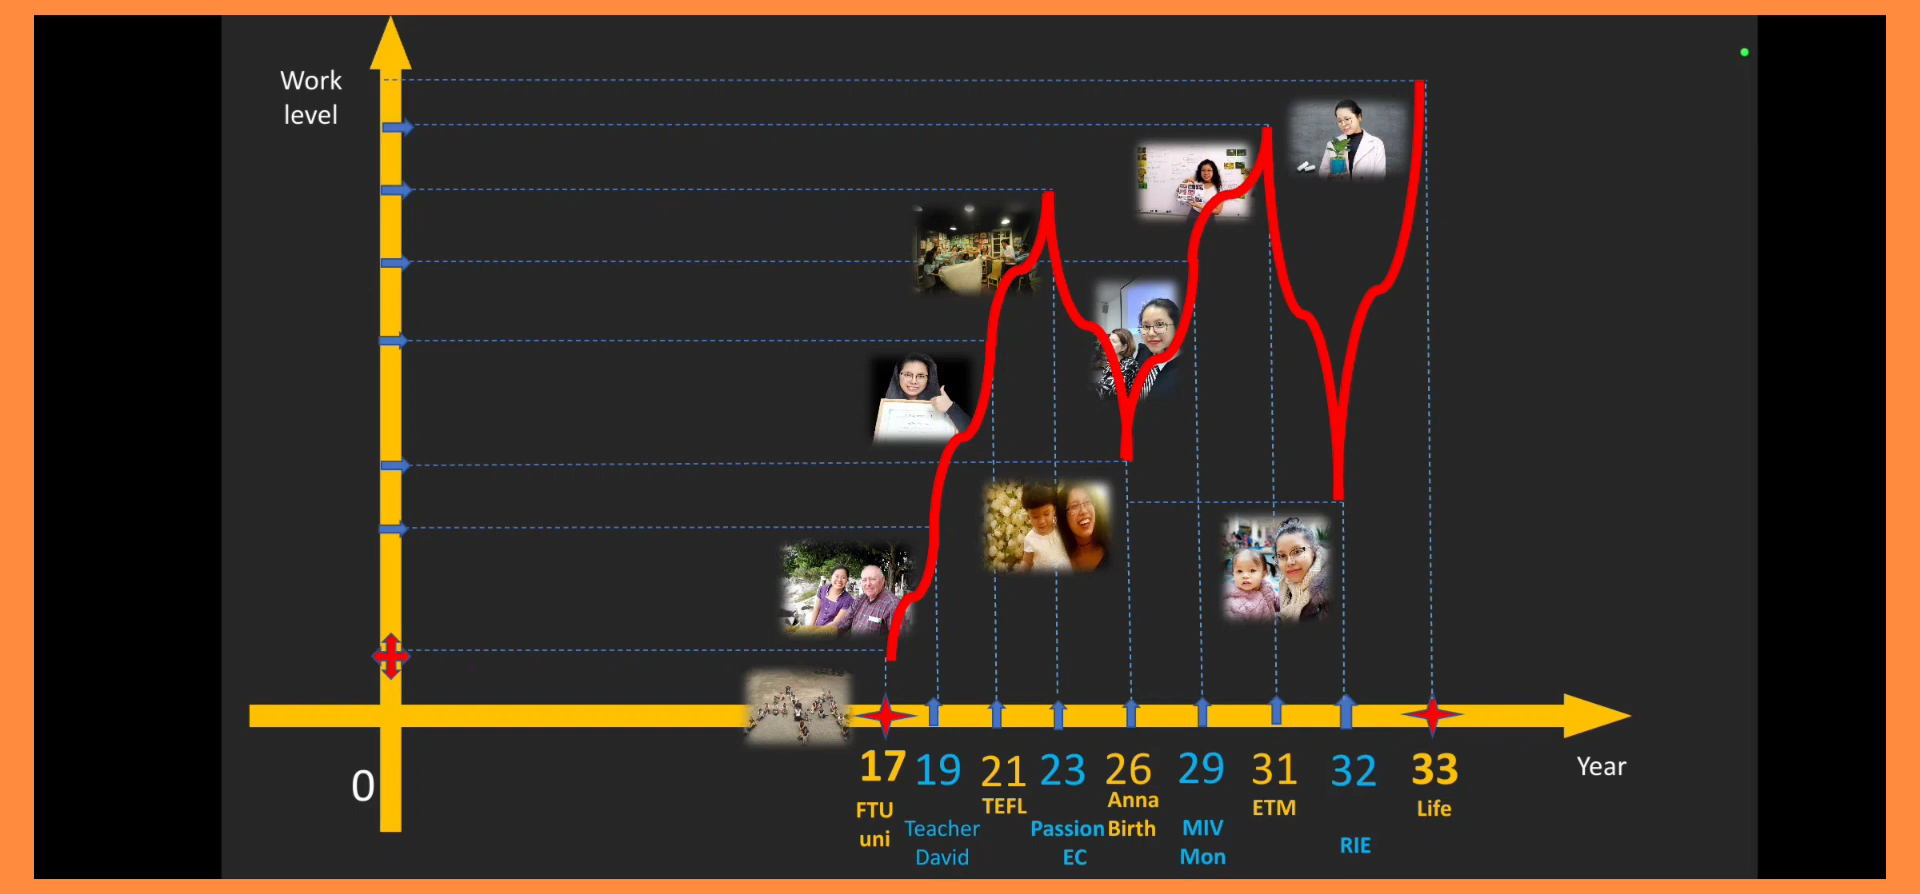 Work
level
0
Year
17
19
21
23
26
29
31
32
33
FTU
uni
Teacher
David
TEFL
Passion
EC
Anna
Birth
MIV
Mon
ETM
RIE
Life